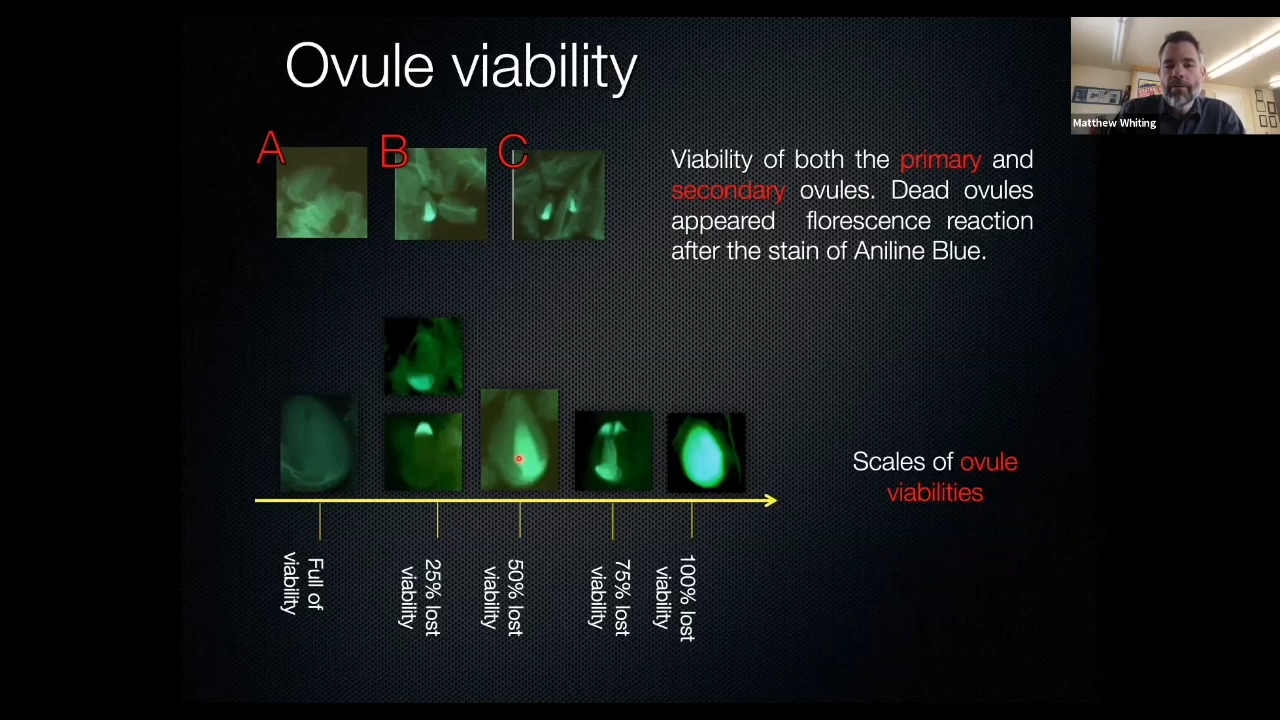 Ovule viability
Matthew Whiting
A
B
C
Viability of both the primary and
secondary ovules. Dead ovules
appeared florescence reaction
after the stain of Aniline Blue.
Scales of ovule
viabilities
Full of
viability
25% lost
viability
50% lost
viability
75% lost
viability
100% lost
viability